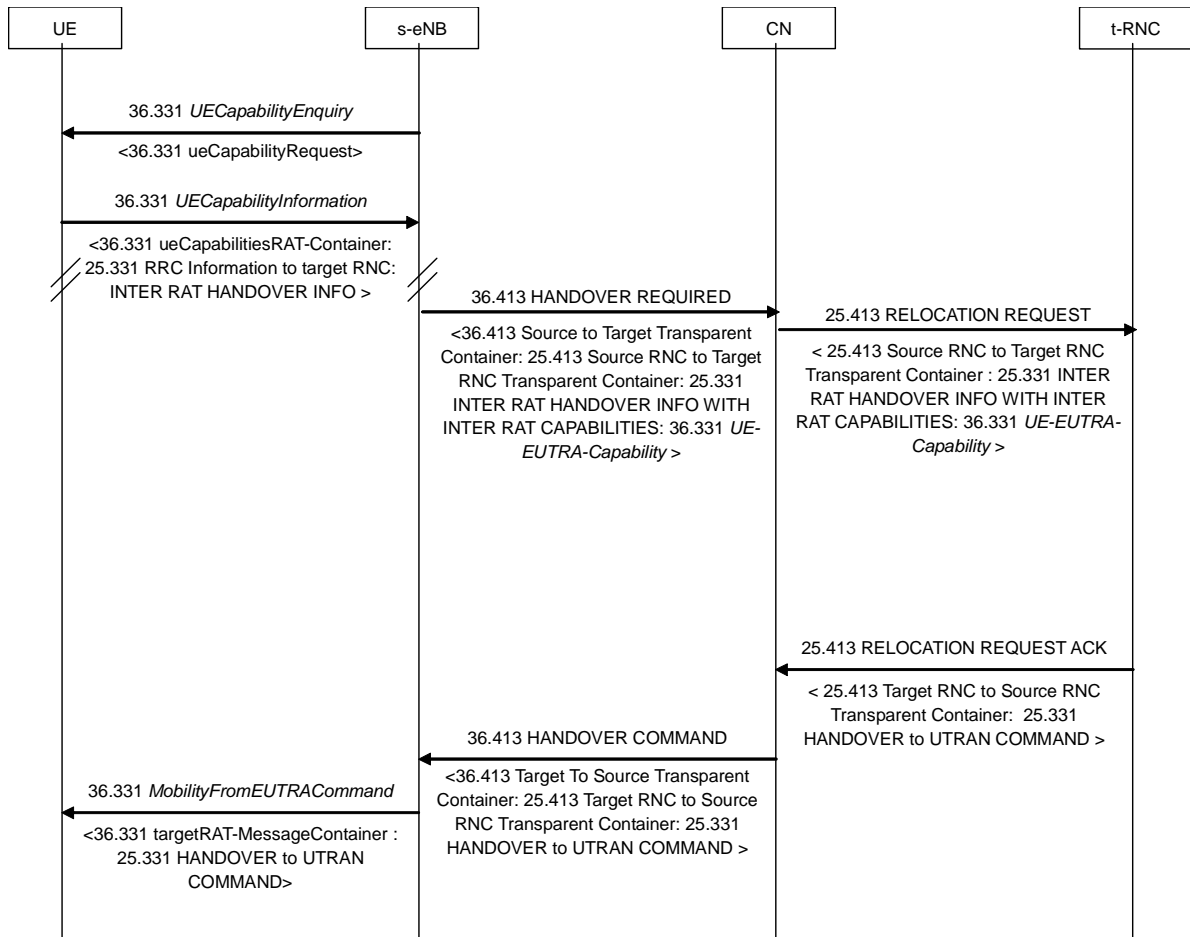 UE
s-eNB
CN
t-RNC
36.331 UECapabilityEnquiry
<36.331 ueCapabilityRequest>
36.331 UECapabilityInformation
<36.331 ueCapabilitiesRAT-Container:
25.331 RRC Information to target RNC:
INTER RAT HANDOVER INFO >
36.413 HANDOVER REQUIRED
<36.413 Source to Target Transparent
Container: 25.413 Source RNC to Target
RNC Transparent Container: 25.331
INTER RAT HANDOVER INFO WITH
INTER RAT CAPABILITIES: 36.331 UE-
EUTRA-Capability >
25.413 RELOCATION REQUEST
< 25.413 Source RNC to Target RNC
Transparent Container : 25.331 INTER
RAT HANDOVER INFO WITH INTER
RAT CAPABILITIES: 36.331 UE-EUTRA-
Capability >
25.413 RELOCATION REQUEST ACK
< 25.413 Target RNC to Source RNC
Transparent Container: 25.331
HANDOVER to UTRAN COMMAND >
36.413 HANDOVER COMMAND
<36.413 Target To Source Transparent
Container: 25.413 Target RNC to Source
RNC Transparent Container: 25.331
HANDOVER to UTRAN COMMAND >
36.331 MobilityFromEUTRACommand
<36.331 targetRAT-MessageContainer :
25.331 HANDOVER to UTRAN
COMMAND>